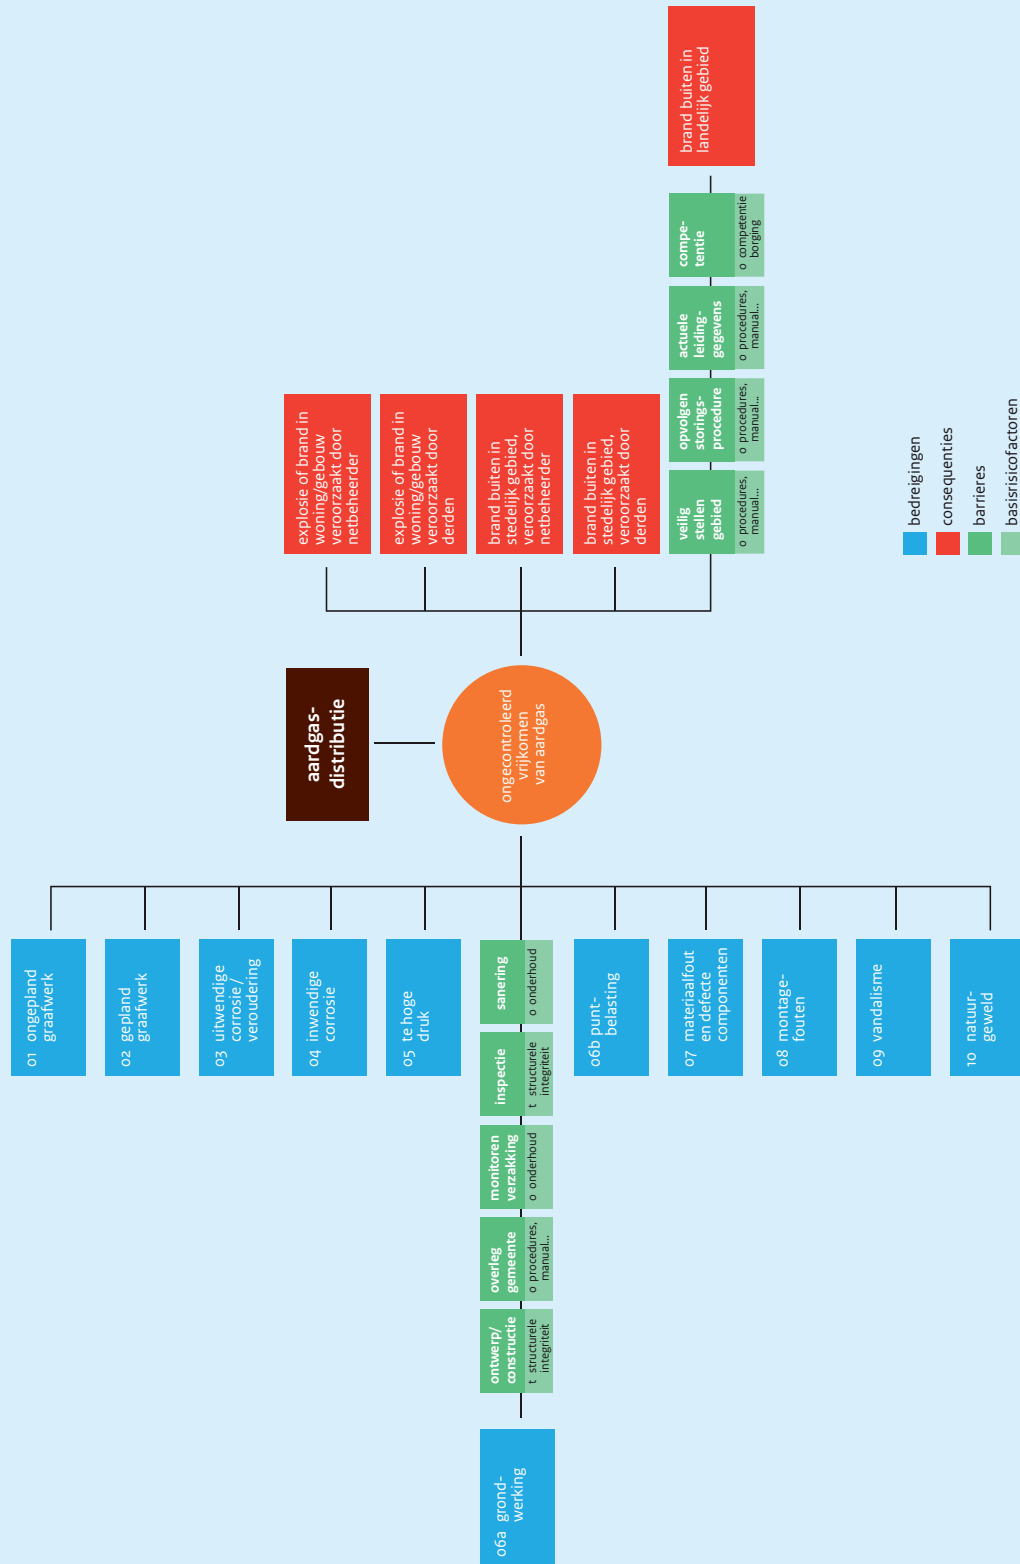 aardgas-
distributie
ongecontroleerd
vrijkomen
van aardgas
01 ongepland
graafwerk
02 gepland
graafwerk
03 uitwendige
corrosie /
veroudering
04 inwendige
corrosie
05 te hoge
druk
06a grond-
werking
ontwerp/
constructie
t structurele
integriteit
overleg
gemeente
o procedures,
manual...
monitoren
verzakking
o onderhoud
inspectie
t structurele
integriteit
sanering
o onderhoud
06b punt-
belasting
07 materiaalfout
en defecte
componenten
08 montage-
fouten
09 vandalisme
10 natuur-
geweld
explosie of brand in
woning/gebouw
veroorzaakt door
netbeheerder
explosie of brand in
woning/gebouw
veroorzaakt door
derden
brand buiten in
stedelijk gebied,
veroorzaakt door
netbeheerder
brand buiten in
stedelijk gebied,
veroorzaakt door
derden
veilig
stellen
gebied
o procedures,
manual...
opvolgen
storings-
procedure
o procedures,
manual...
actuele
leiding-
gegevens
o procedures,
manual...
compe-
tentie
o competentie
borging
brand buiten in
landelijk gebied
bedreigingen
consequenties
barrieres
basisrisicofactoren